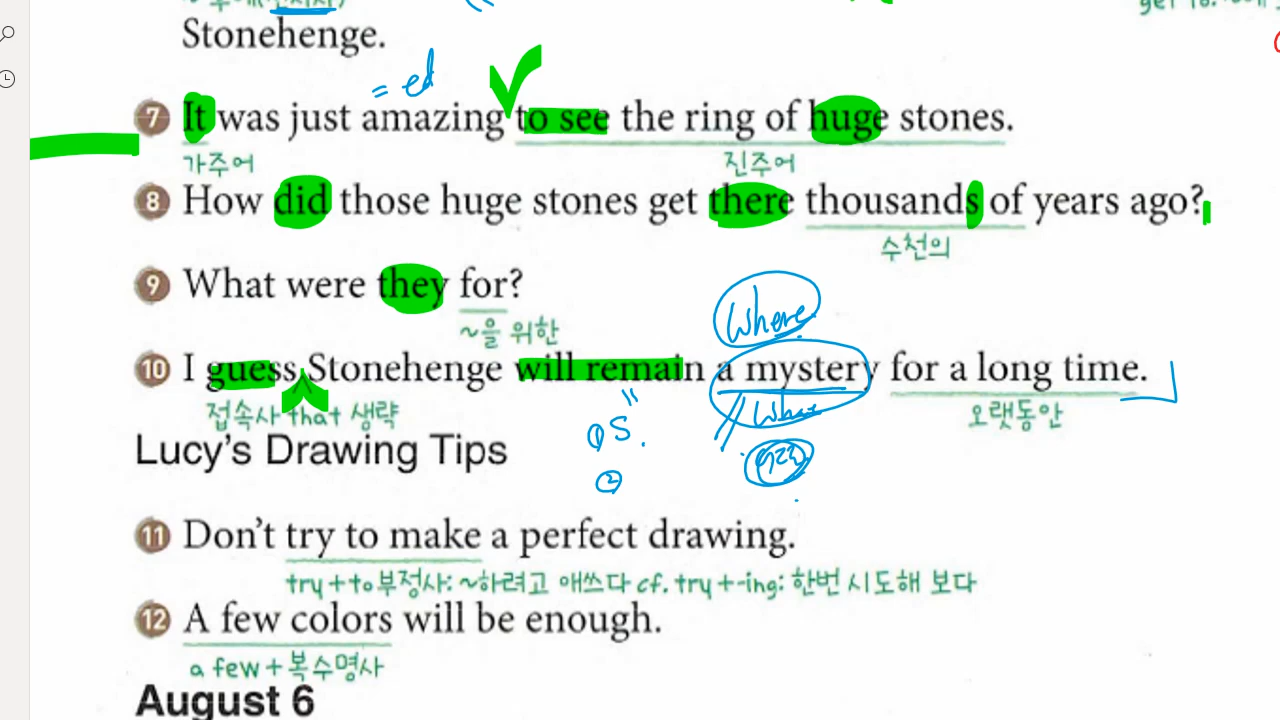 Stonehenge.
= ed
7 It was just amazing to see the ring of huge stones.
가주어 진주어
8 How did those huge stones get there thousands of years ago?
수천의
9 What were they for?
~을 위한
where
10 I guess Stonehenge will remain a mystery for a long time.
접속사 that 생략 오랫동안
① S.
②
Lucy's Drawing Tips
11 Don't try to make a perfect drawing.
try+to부정사: ~하려고 애쓰다 cf. try+-ing: 한번 시도해 보다
12 A few colors will be enough.
a few+복수명사
August 6